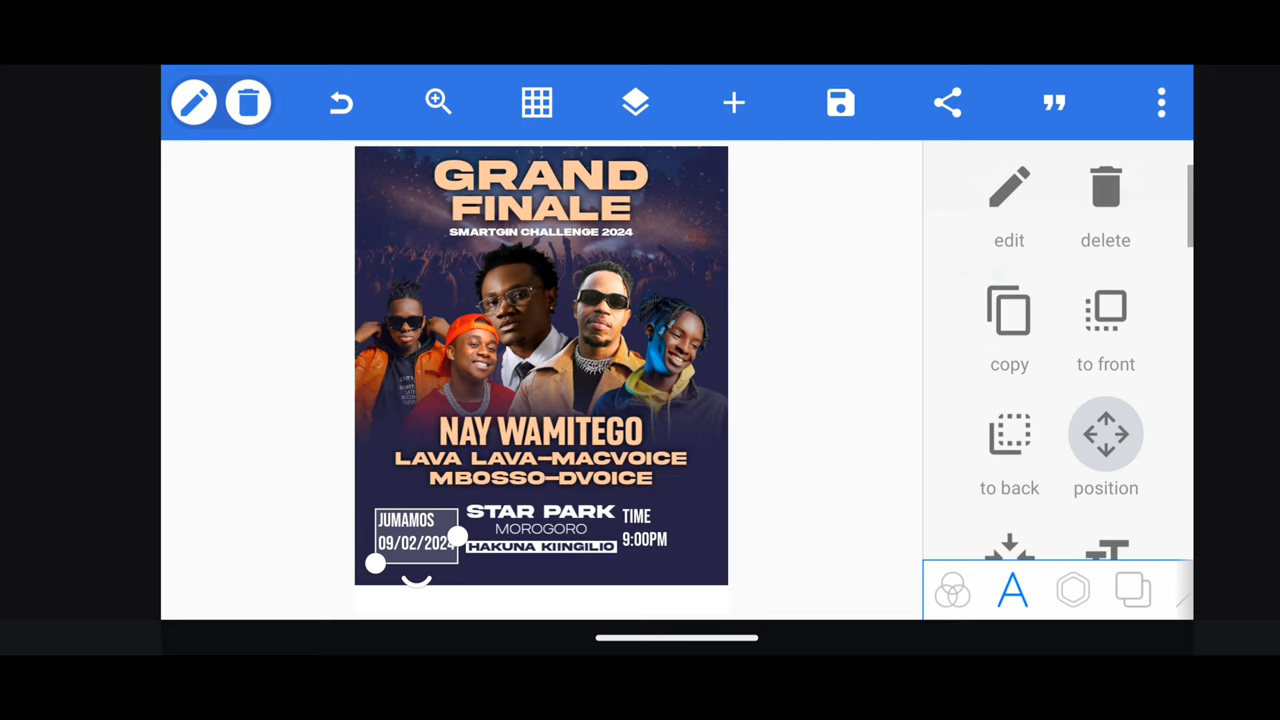 GRAND
FINALE
SMARTGIN CHALLENGE 2024
NAY WAMITEGO
LAVA LAVA–MACVOICE
MBOSSO–DVOICE
JUMAMOS
09/02/2024
STAR PARK
MOROGORO
HAKUNA KIINGILIO
TIME
9:00PM
edit
delete
copy
to front
to back
position